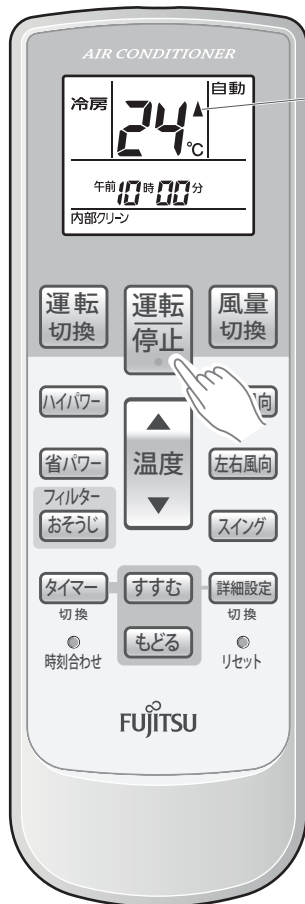 AIR CONDITIONER
冷房 24℃ 自動
午前10時00分
内部クリーン
運転切換 運転停止 風量切換
ハイパワー 向
省パワー 温度 左右風向
フィルター
おそうじ スイング
タイマー すすむ 詳細設定
切換 切換
時刻合わせ もどる リセット
FUJITSU